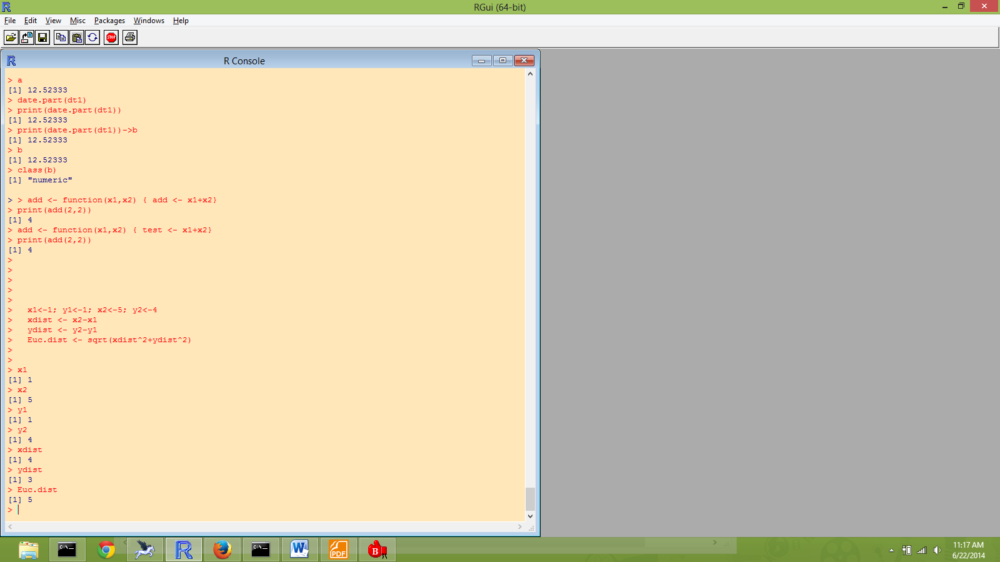 RGui (64-bit)
File Edit View Misc Packages Windows Help
STOP
R Console
> a
[1] 12.52333
> date.part(dt1)
> print(date.part(dt1))
[1] 12.52333
> print(date.part(dt1))->b
[1] 12.52333
> b
[1] 12.52333
> class(b)
[1] "numeric"
> > add <- function(x1,x2) { add <- x1+x2}
> print(add(2,2))
[1] 4
> add <- function(x1,x2) { test <- x1+x2}
> print(add(2,2))
[1] 4
>
>
>
>
>
>   x1<-1; y1<-1; x2<-5; y2<-4
>   xdist <- x2-x1
>   ydist <- y2-y1
>   Euc.dist <- sqrt(xdist^2+ydist^2)
>
>
> x1
[1] 1
> x2
[1] 5
> y1
[1] 1
> y2
[1] 4
> xdist
[1] 4
> ydist
[1] 3
> Euc.dist
[1] 5
>
C:\_ R C:\_ W PDF B
11:17 AM
6/22/2014